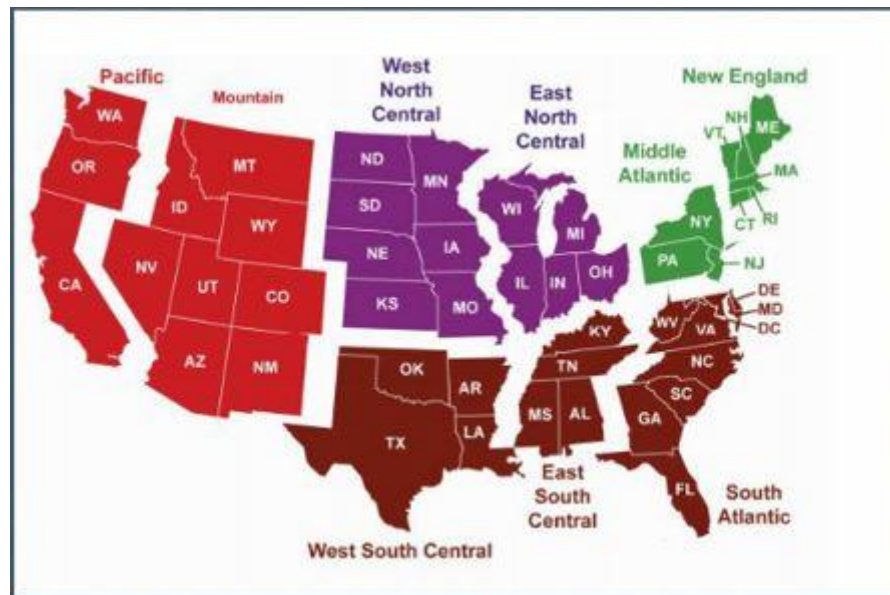 Pacific
Mountain
West
North
Central
East
North
Central
New England
Middle
Atlantic
WA
OR
CA
MT
ID
WY
NV
UT
CO
AZ
NM
ND
SD
NE
KS
MN
IA
MO
WI
MI
IL
IN
OH
NH
VT
ME
MA
RI
CT
NY
PA
NJ
DE
MD
DC
WV
VA
KY
TN
NC
SC
GA
FL
MS
AL
OK
AR
TX
LA
East
South
Central
South
Atlantic
West South Central